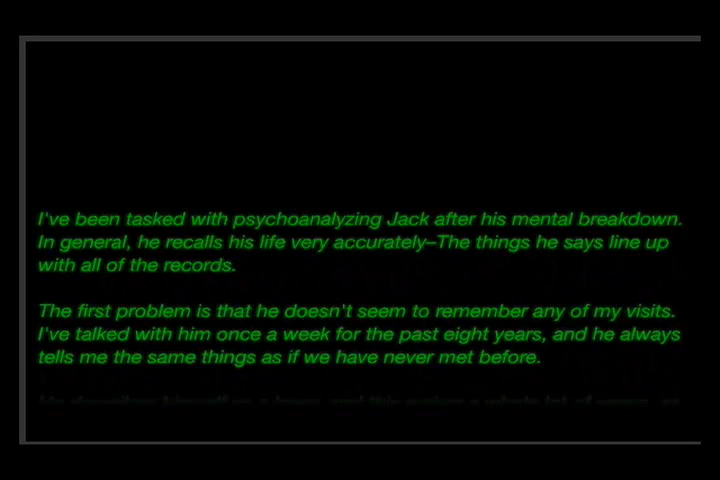 I've been tasked with psychoanalyzing Jack after his mental breakdown.
In general, he recalls his life very accurately–The things he says line up
with all of the records.
The first problem is that he doesn't seem to remember any of my visits.
I've talked with him once a week for the past eight years, and he always
tells me the same things as if we have never met before.